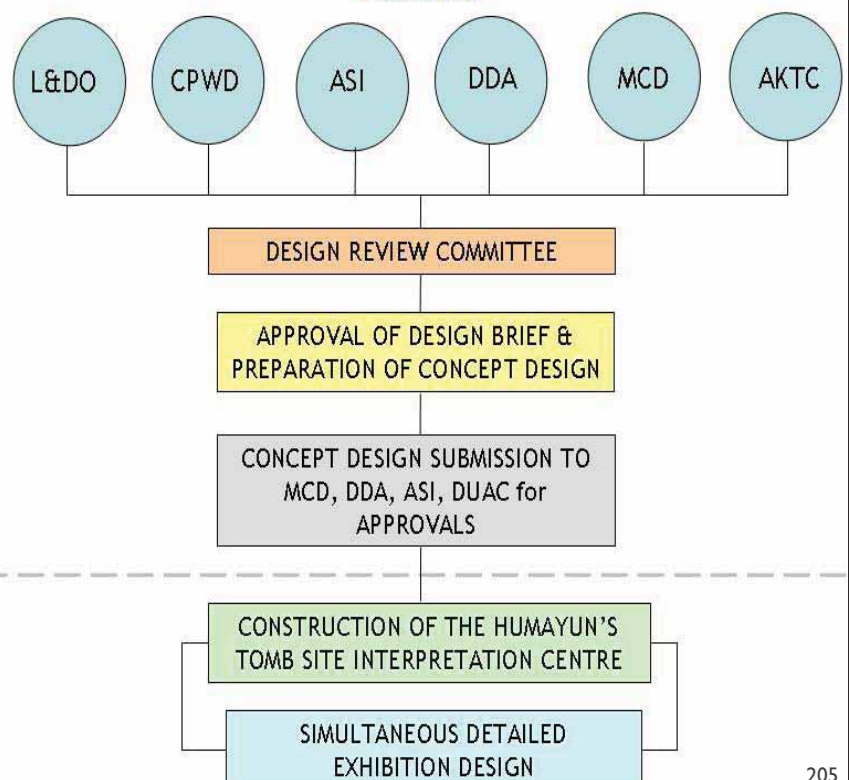 L&DO
CPWD
ASI
DDA
MCD
AKTC
DESIGN REVIEW COMMITTEE
APPROVAL OF DESIGN BRIEF &
PREPARATION OF CONCEPT DESIGN
CONCEPT DESIGN SUBMISSION TO
MCD, DDA, ASI, DUAC for
APPROVALS
CONSTRUCTION OF THE HUMAYUN'S
TOMB SITE INTERPRETATION CENTRE
SIMULTANEOUS DETAILED
EXHIBITION DESIGN
205